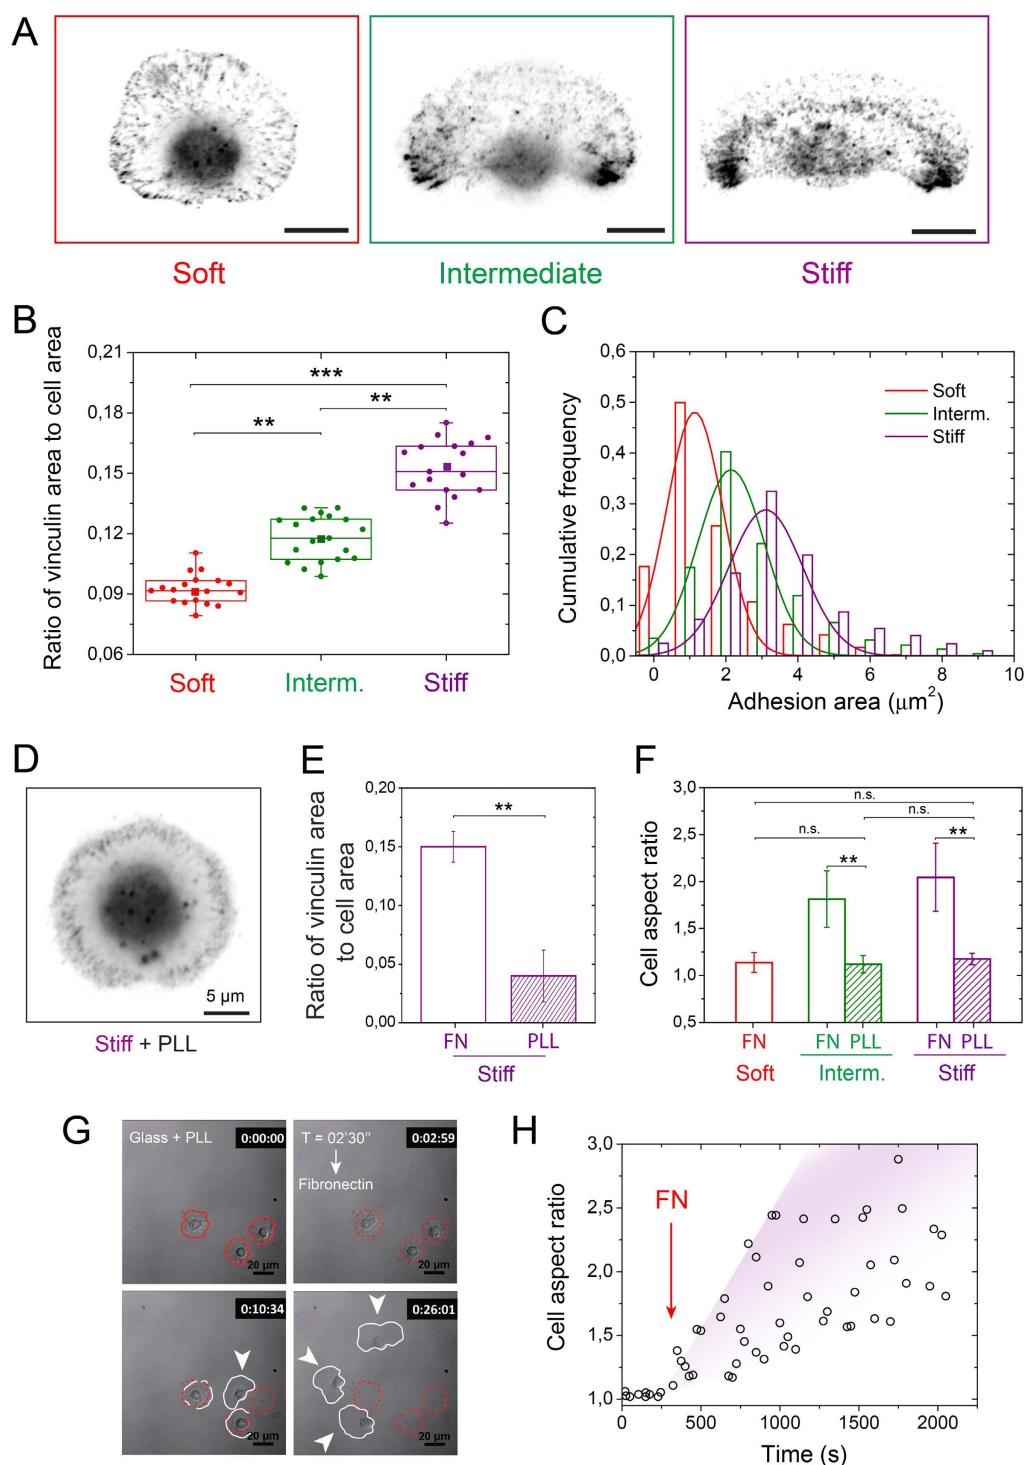 A
Soft
Intermediate
Stiff
B
Ratio of vinculin area to cell area
0,21
0,18
0,15
0,12
0,09
0,06
***
**
**
Soft
Interm.
Stiff
C
Cumulative frequency
0,6
0,5
0,4
0,3
0,2
0,1
0,0
Soft
Interm.
Stiff
0 2 4 6 8 10
Adhesion area (μm²)
D
5 μm
Stiff + PLL
E
Ratio of vinculin area
to cell area
0,20
0,15
0,10
0,05
0,00
**
FN PLL
Stiff
F
Cell aspect ratio
3,0
2,5
2,0
1,5
1,0
0,5
n.s.
n.s.
n.s.
**
**
FN FN PLL FN PLL
Soft Interm. Stiff
G
Glass + PLL
0:00:00
20 μm
T = 02'30"
0:02:59
Fibronectin
20 μm
0:10:34
20 μm
0:26:01
20 μm
H
Cell aspect ratio
3,0
2,5
2,0
1,5
1,0
FN
0 500 1000 1500 2000
Time (s)